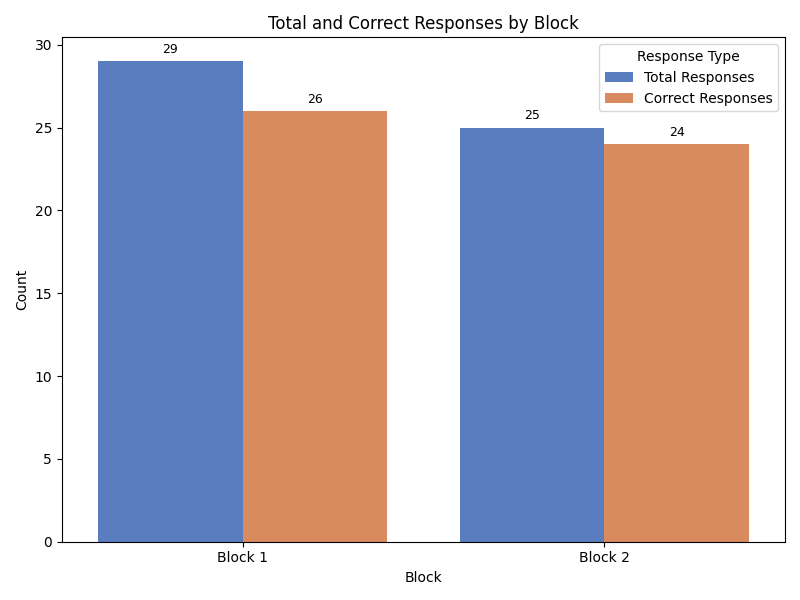 Total and Correct Responses by Block
Response Type
Total Responses
Correct Responses
29
26
25
24
30
25
20
15
10
5
0
Count
Block 1
Block 2
Block